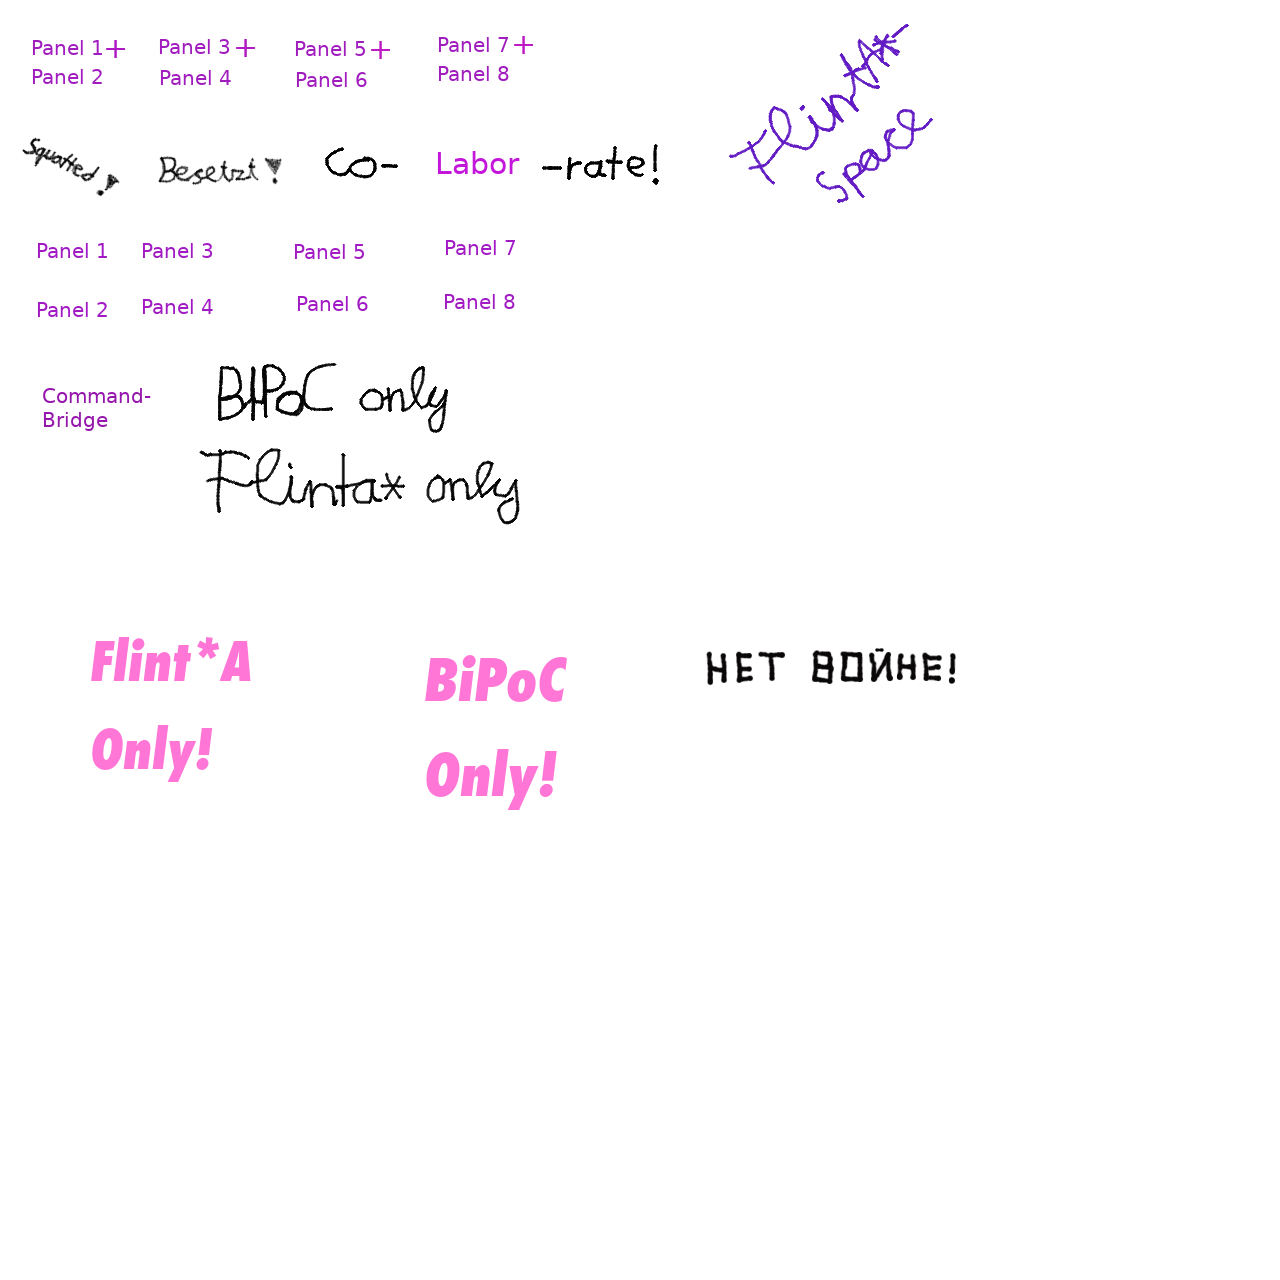 Panel 1+ Panel 3+ Panel 5+ Panel 7+
Panel 2 Panel 4 Panel 6 Panel 8
FlintA*-
space
Squatted! Besetzt! Co- Labor -rate!
Panel 1 Panel 3 Panel 5 Panel 7
Panel 2 Panel 4 Panel 6 Panel 8
Command-
Bridge
BIPoC only
Flinta* only
Flint*A
Only!
BiPoC
Only!
НЕТ ВОЙНЕ!